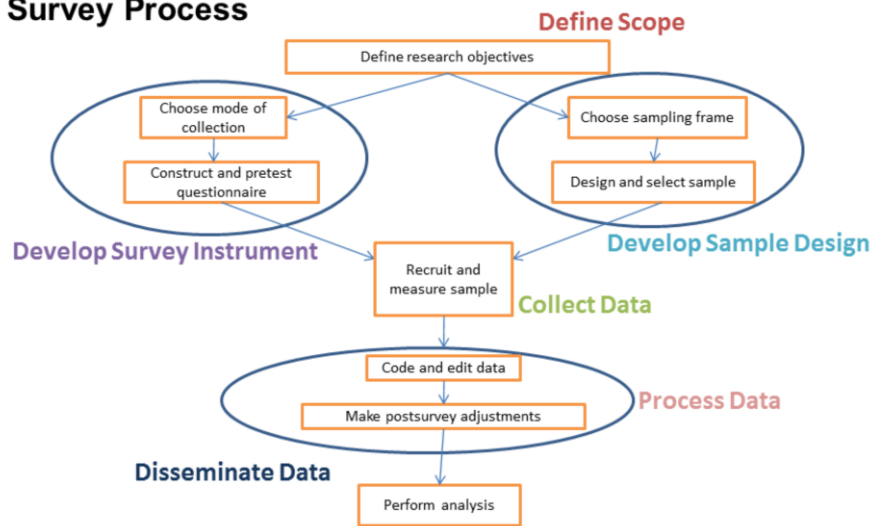 Survey Process
Define Scope
Define research objectives
Choose mode of
collection
Choose sampling frame
Construct and pretest
questionnaire
Design and select sample
Develop Survey Instrument
Develop Sample Design
Recruit and
measure sample
Collect Data
Code and edit data
Make postsurvey adjustments
Process Data
Disseminate Data
Perform analysis